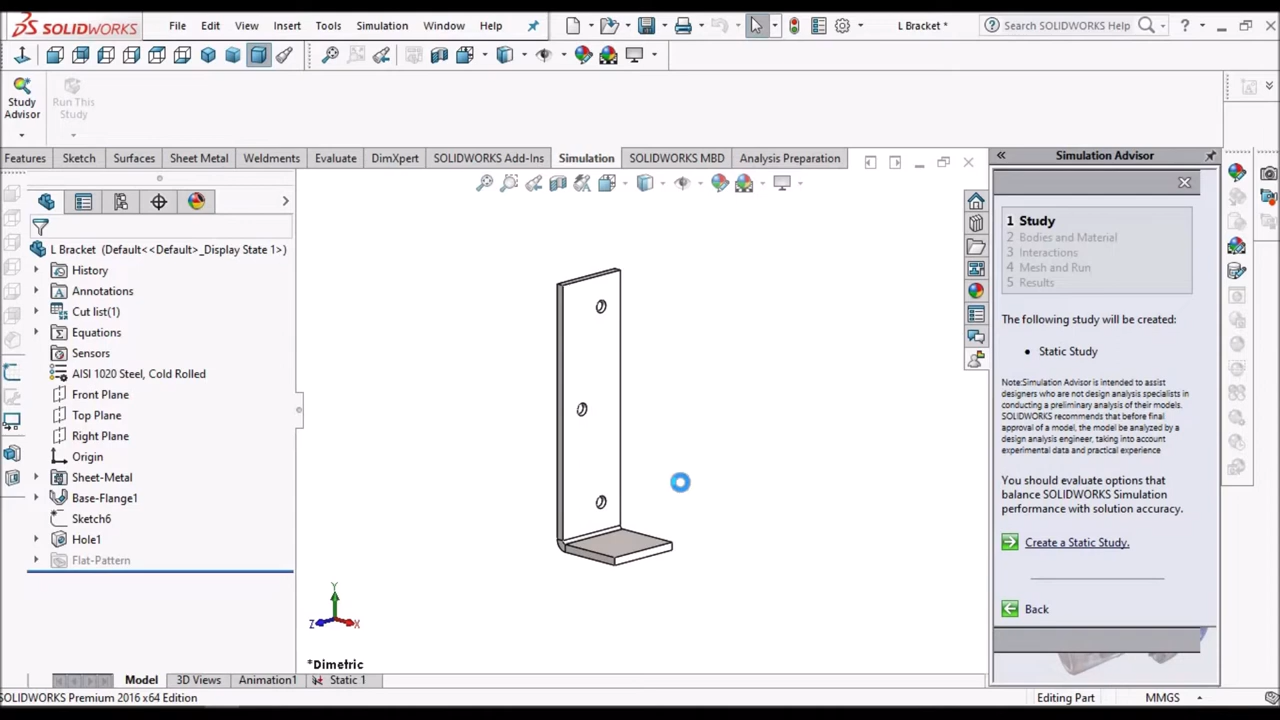 SOLIDWORKS File Edit View Insert Tools Simulation Window Help L Bracket * Search SOLIDWORKS Help ?
Study Advisor
Run This Study
Features Sketch Surfaces Sheet Metal Weldments Evaluate DimXpert SOLIDWORKS Add-Ins Simulation SOLIDWORKS MBD Analysis Preparation
Simulation Advisor
L Bracket (Default<<Default>_Display State 1>)
History
Annotations
Cut list(1)
Equations
Sensors
AISI 1020 Steel, Cold Rolled
Front Plane
Top Plane
Right Plane
Origin
Sheet-Metal
Base-Flange1
Sketch6
Hole1
Flat-Pattern
Y
Z
X
*Dimetric
1 Study
2 Bodies and Material
3 Interactions
4 Mesh and Run
5 Results
The following study will be created:
• Static Study
Note:Simulation Advisor is intended to assist
designers who are not design analysis specialists in
conducting a preliminary analysis of their models.
SOLIDWORKS recommends that before final
approval of a model, the model be analyzed by a
design analysis engineer, taking into account
experimental data and practical experience
You should evaluate options that
balance SOLIDWORKS Simulation
performance with solution accuracy.
Create a Static Study.
Back
Model 3D Views Animation1 Static 1
SOLIDWORKS Premium 2016 x64 Edition Editing Part MMGS